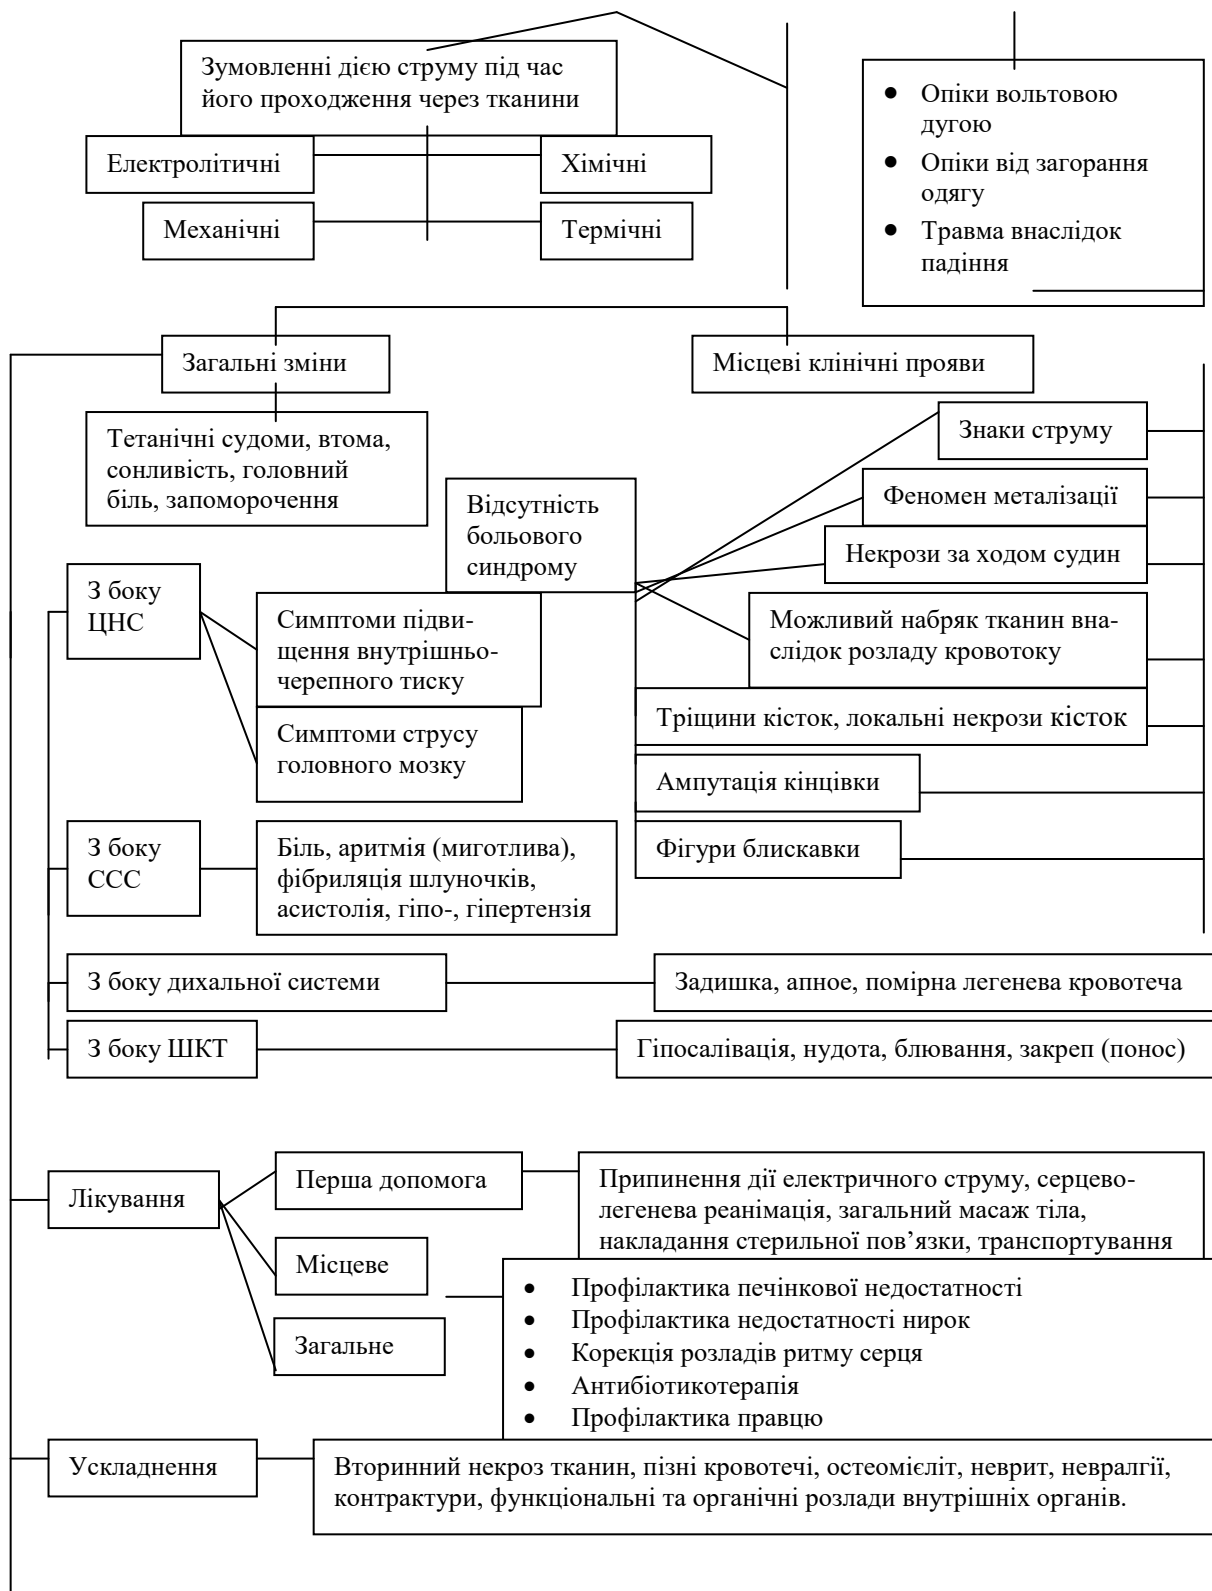 Зумовленні дією струму під час
його проходження через тканини
Електролітичні
Хімічні
Механічні
Термічні
● Опіки вольтовою
дугою
● Опіки від загорання
одягу
● Травма внаслідок
падіння
Загальні зміни
Місцеві клінічні прояви
Тетанічні судоми, втома,
сонливість, головний
біль, запоморочення
Відсутність
больового
синдрому
Знаки струму
Феномен металізації
Некрози за ходом судин
Можливий набряк тканин вна-
слідок розладу кровотоку
Тріщини кісток, локальні некрози кісток
Ампутація кінцівки
Фігури блискавки
З боку
ЦНС
Симптоми підви-
щення внутрішньо-
черепного тиску
Симптоми струсу
головного мозку
З боку
ССС
Біль, аритмія (миготлива),
фібриляція шлуночків,
асистолія, гіпо-, гіпертензія
З боку дихальної системи
Задишка, апное, помірна легенева кровотеча
З боку ШКТ
Гіпосалівація, нудота, блювання, закреп (понос)
Лікування
Перша допомога
Припинення дії електричного струму, серцево-
легенева реанімація, загальний масаж тіла,
накладання стерильної пов’язки, транспортування
Місцеве
Загальне
● Профілактика печінкової недостатності
● Профілактика недостатності нирок
● Корекція розладів ритму серця
● Антибіотикотерапія
● Профілактика правцю
Ускладнення
Вторинний некроз тканин, пізні кровотечі, остеомієліт, неврит, невралгії,
контрактури, функціональні та органічні розлади внутрішніх органів.